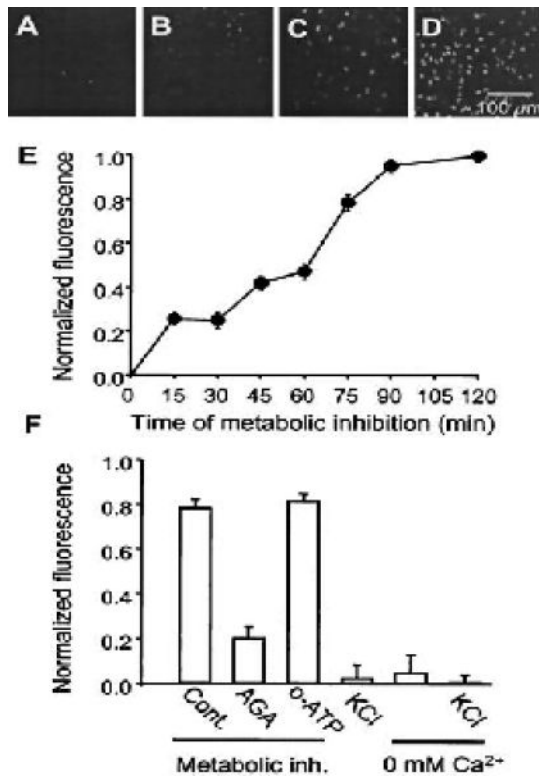 A B C D
100 μm
E
Normalized fluorescence
1.0
0.8
0.6
0.4
0.2
0.0
0 15 30 45 60 75 90 105 120
Time of metabolic inhibition (min)
F
Normalized fluorescence
1.0
0.8
0.6
0.4
0.2
0.0
Cont. AGA o-ATP KCl KCl
Metabolic inh. 0 mM Ca²⁺